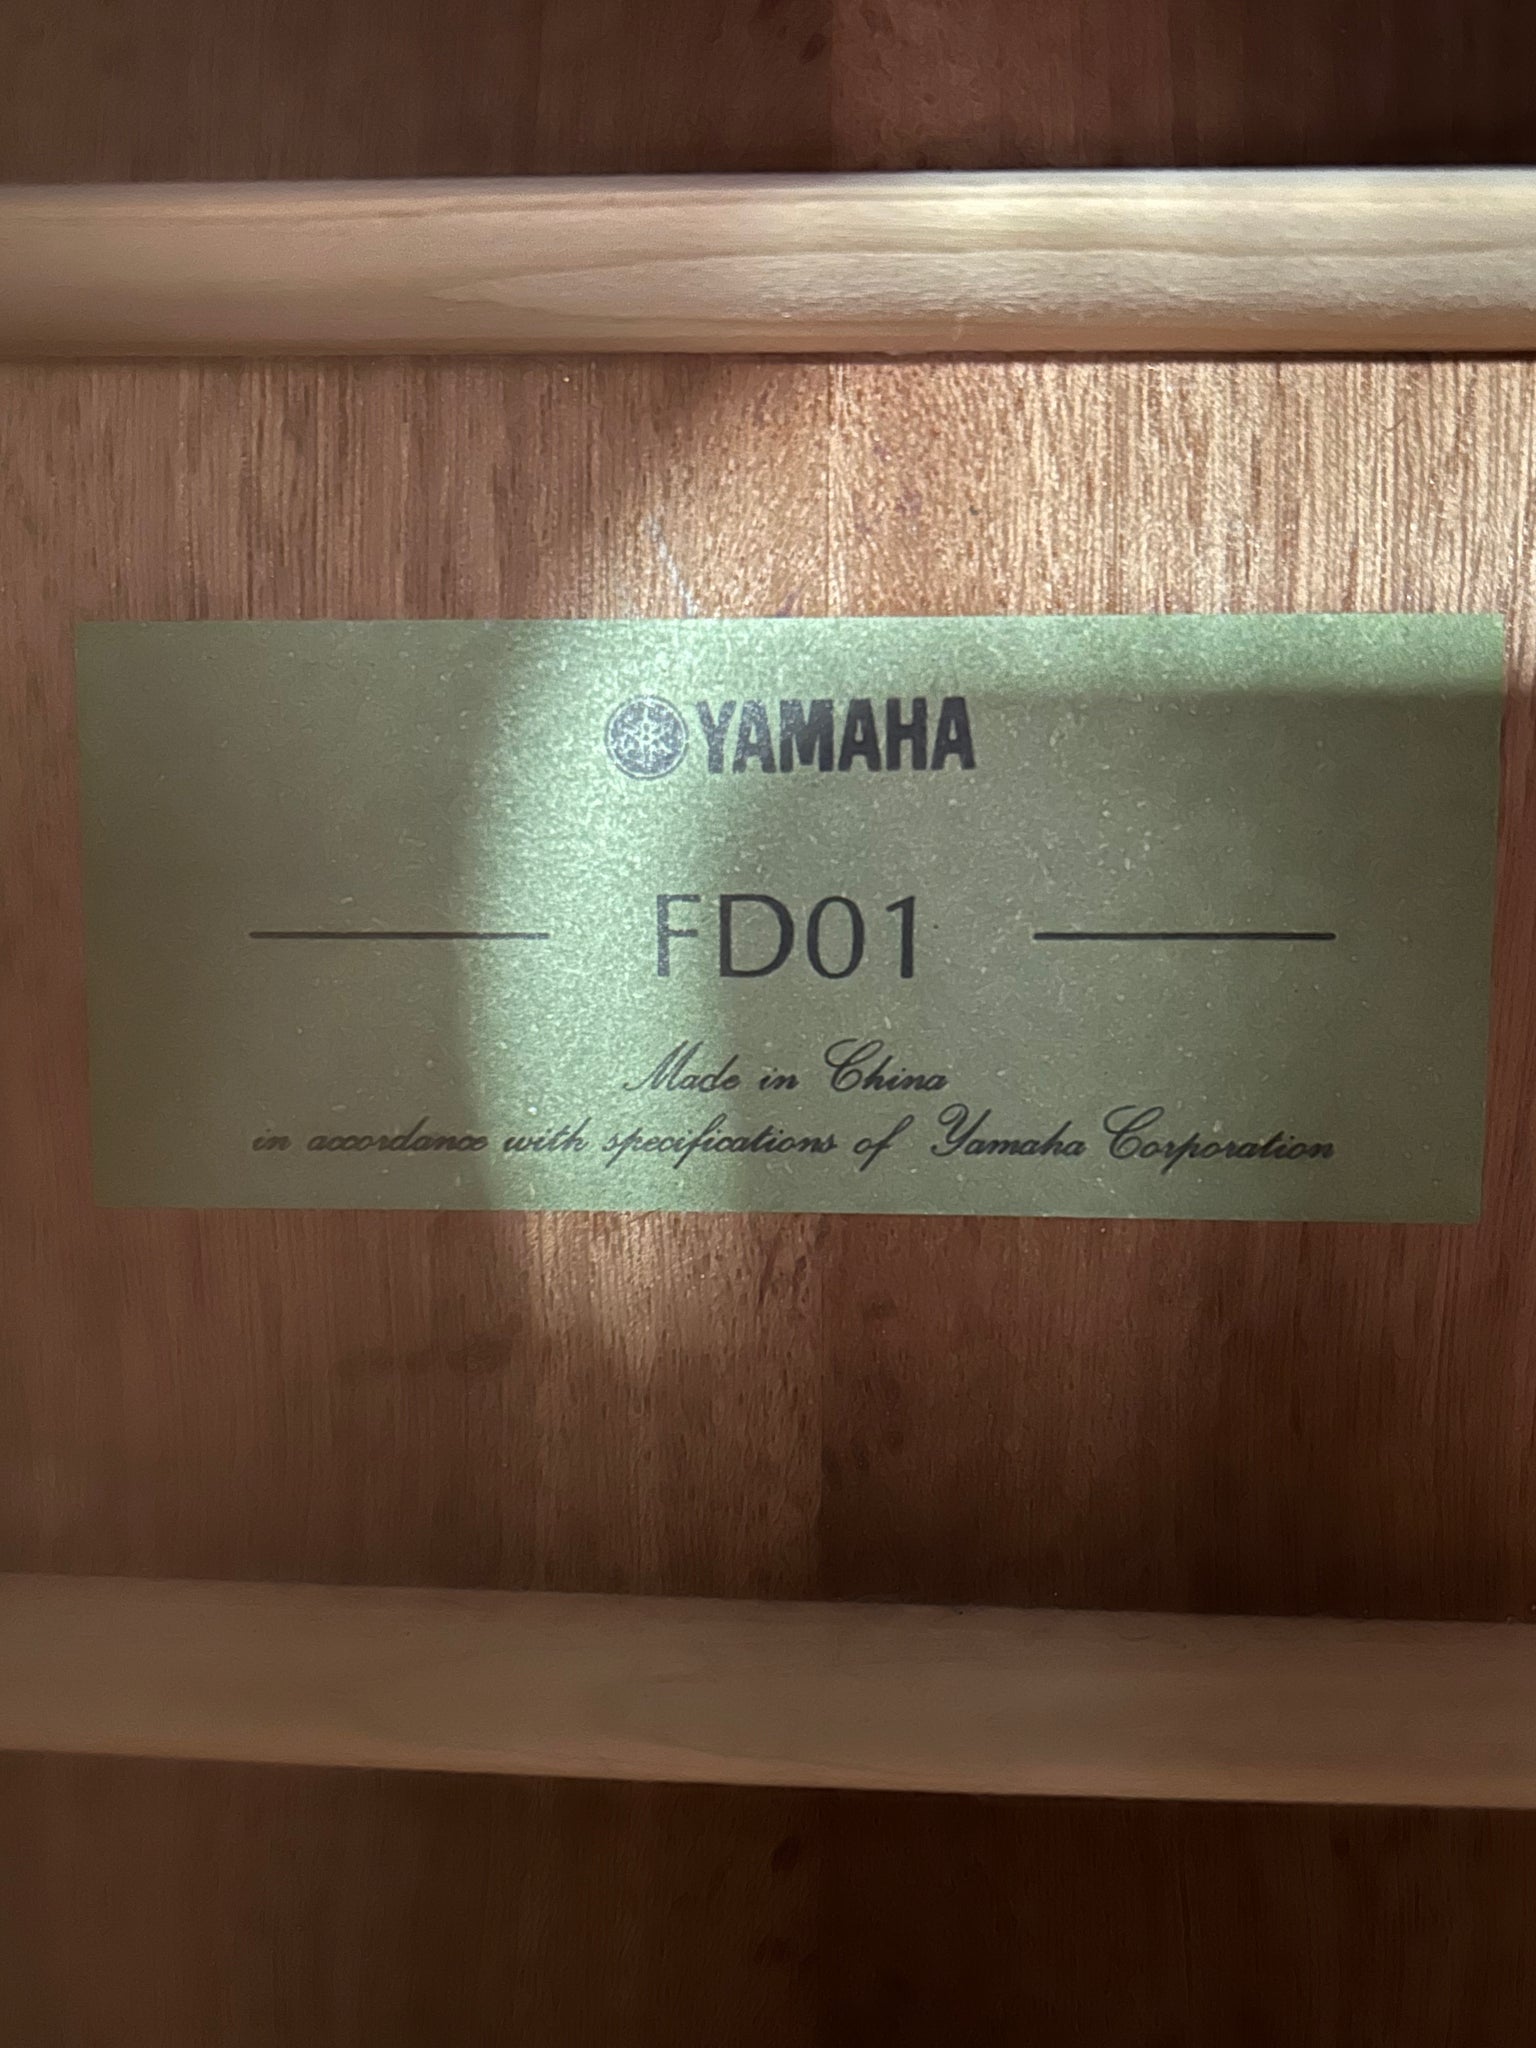 YAMAHA
FD01
Made in China
in accordance with specifications of Yamaha Corporation